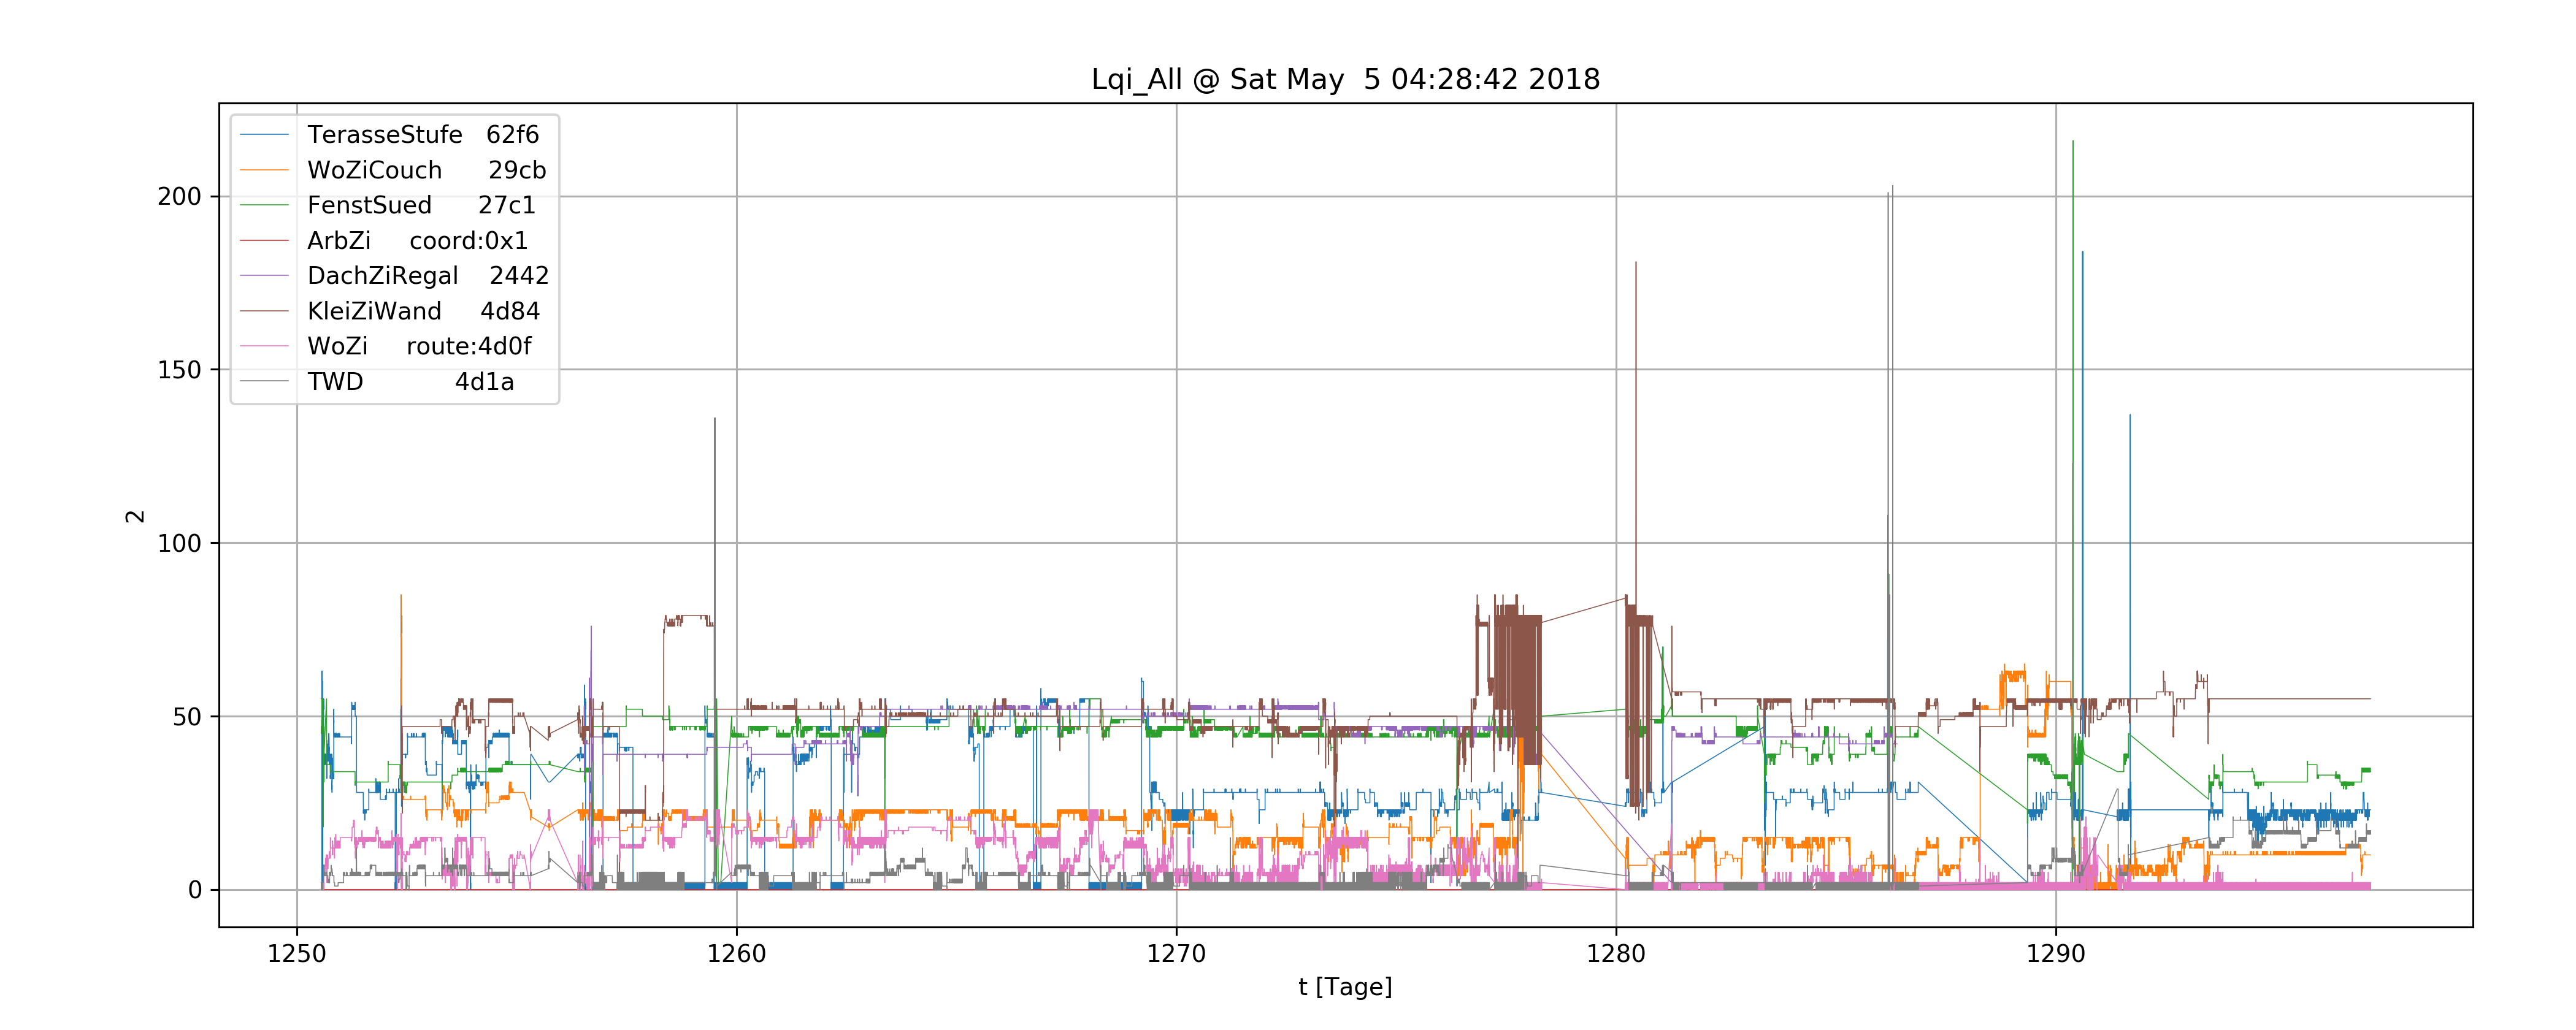 Lqi_All @ Sat May  5 04:28:42 2018
TerasseStufe   62f6
WoZiCouch      29cb
FenstSued      27c1
ArbZi     coord:0x1
DachZiRegal    2442
KleiZiWand     4d84
WoZi     route:4d0f
TWD            4d1a
200
150
100
50
0
2
1250 1260 1270 1280 1290
t [Tage]